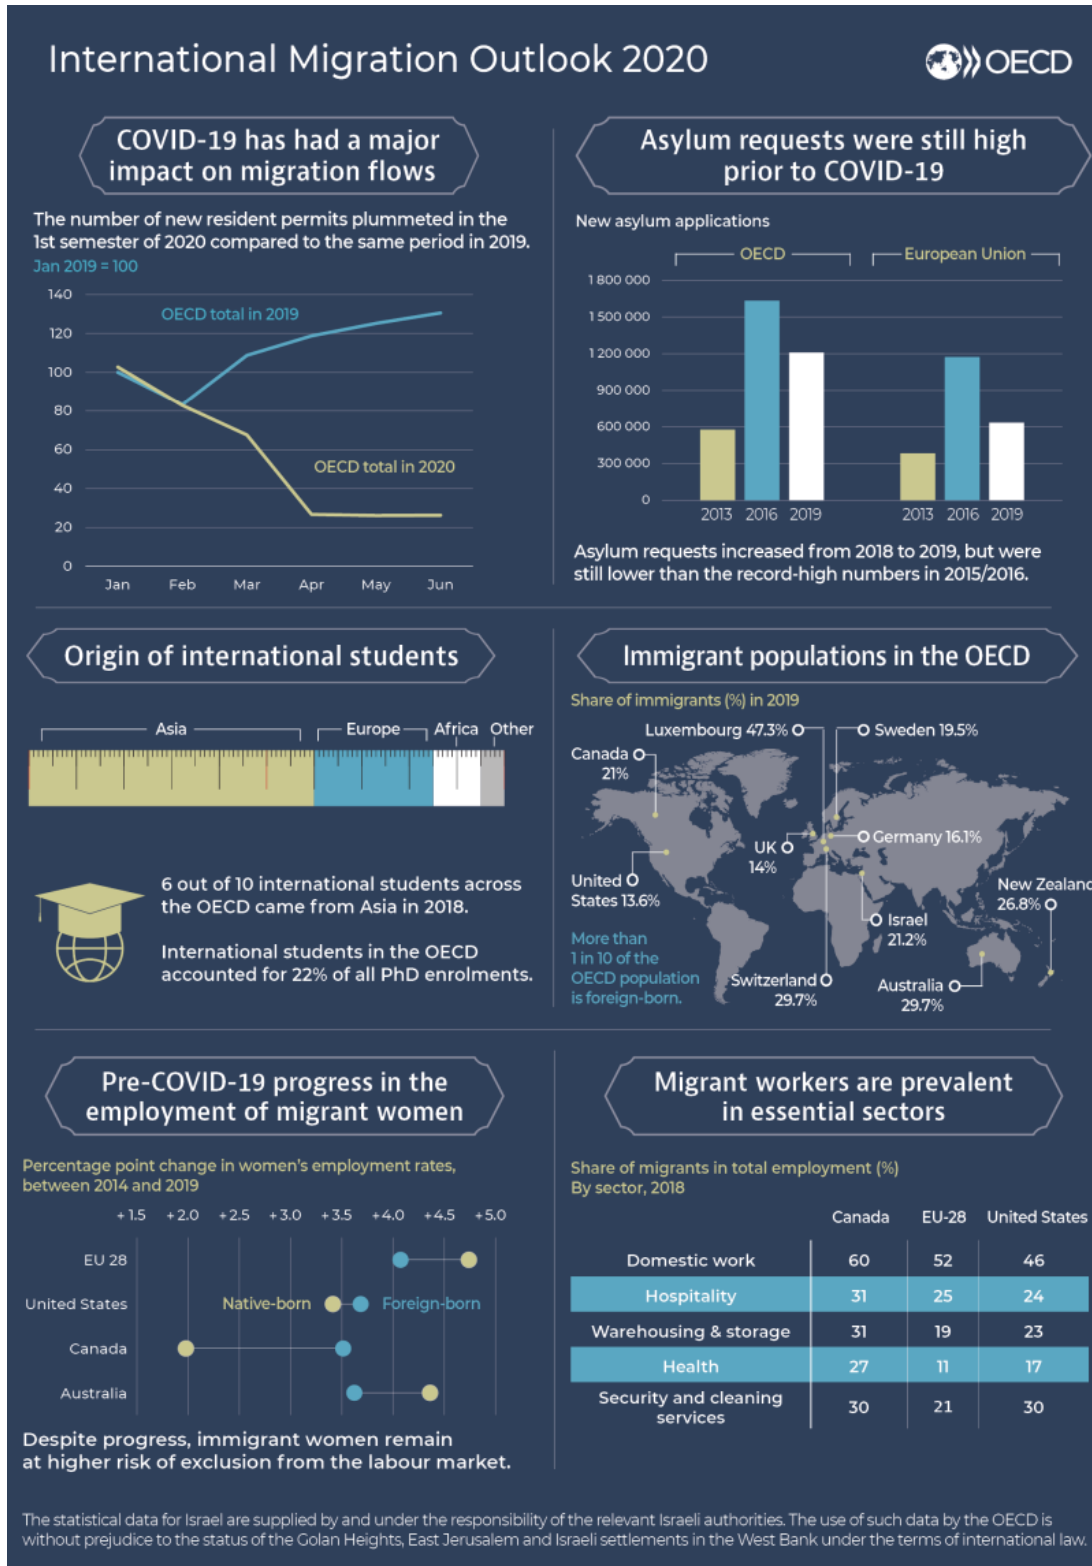 International Migration Outlook 2020
OECD
COVID-19 has had a major
impact on migration flows
The number of new resident permits plummeted in the
1st semester of 2020 compared to the same period in 2019.
Jan 2019 = 100
140
120
100
80
60
40
20
0
OECD total in 2019
OECD total in 2020
Jan Feb Mar Apr May Jun
Asylum requests were still high
prior to COVID-19
New asylum applications
OECD European Union
1 800 000
1 500 000
1 200 000
900 000
600 000
300 000
0
2013 2016 2019 2013 2016 2019
Asylum requests increased from 2018 to 2019, but were
still lower than the record-high numbers in 2015/2016.
Origin of international students
Asia Europe Africa Other
6 out of 10 international students across
the OECD came from Asia in 2018.
International students in the OECD
accounted for 22% of all PhD enrolments.
Immigrant populations in the OECD
Share of immigrants (%) in 2019
Luxembourg 47.3%
Sweden 19.5%
Canada
21%
UK
14%
Germany 16.1%
United
States 13.6%
New Zealand
26.8%
Israel
21.2%
More than
1 in 10 of the
OECD population
is foreign-born.
Switzerland
29.7%
Australia
29.7%
Pre-COVID-19 progress in the
employment of migrant women
Percentage point change in women's employment rates,
between 2014 and 2019
+1.5 +2.0 +2.5 +3.0 +3.5 +4.0 +4.5 +5.0
EU 28
United States Native-born Foreign-born
Canada
Australia
Despite progress, immigrant women remain
at higher risk of exclusion from the labour market.
Migrant workers are prevalent
in essential sectors
Share of migrants in total employment (%)
By sector, 2018
Canada EU-28 United States
Domestic work 60 52 46
Hospitality 31 25 24
Warehousing & storage 31 19 23
Health 27 11 17
Security and cleaning
services 30 21 30
The statistical data for Israel are supplied by and under the responsibility of the relevant Israeli authorities. The use of such data by the OECD is
without prejudice to the status of the Golan Heights, East Jerusalem and Israeli settlements in the West Bank under the terms of international law.